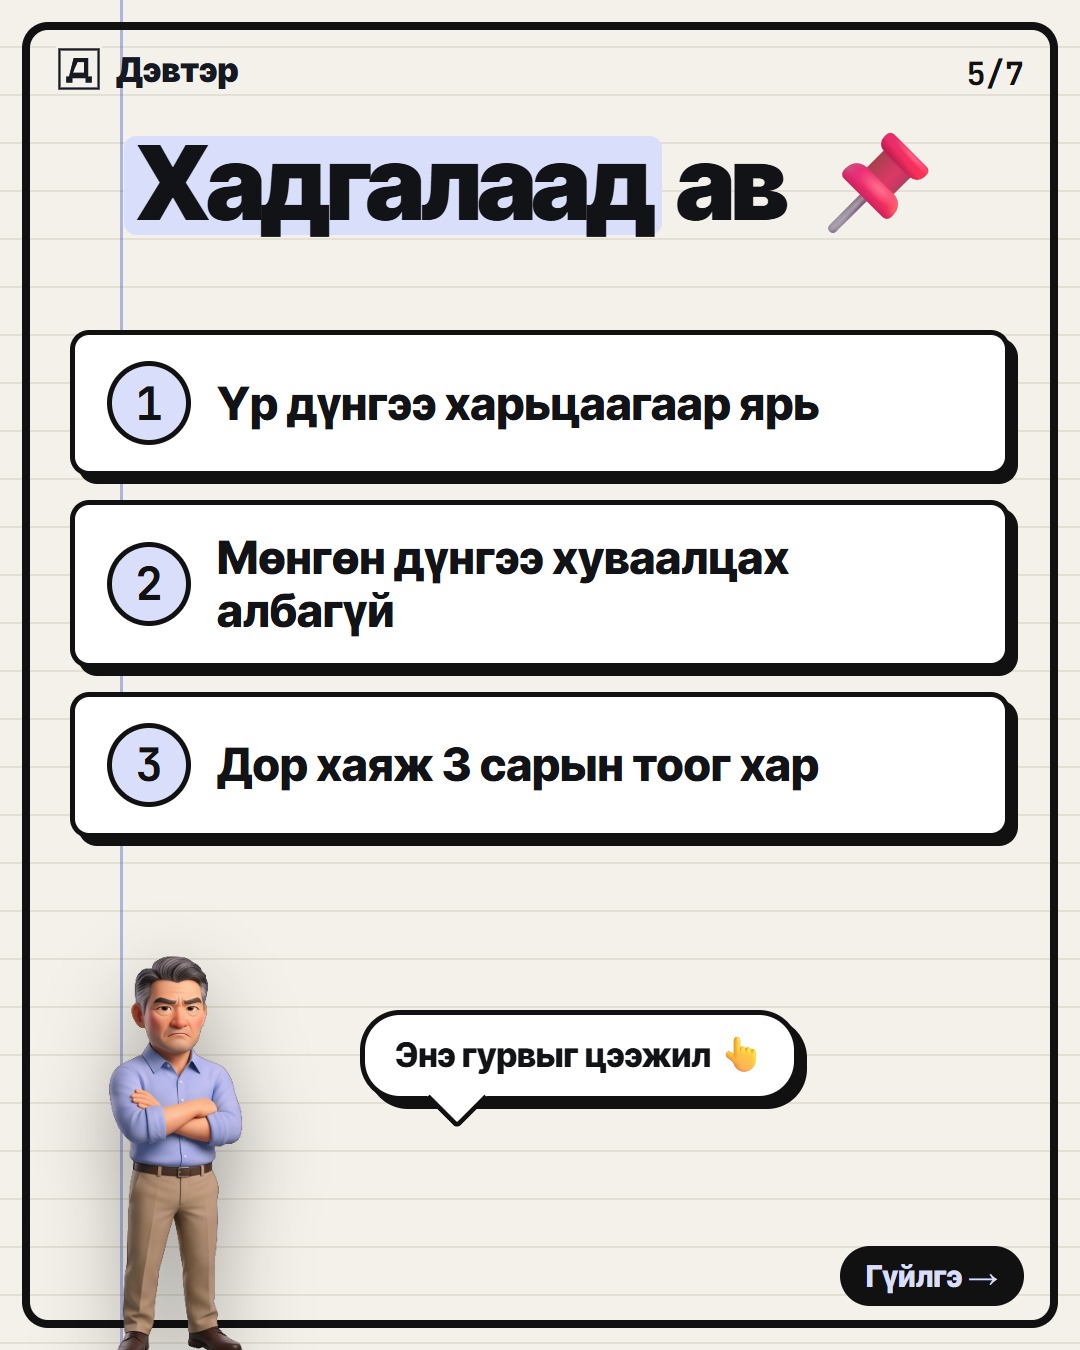 Д Дэвтэр
5/7
Хадгалаад ав
1 Үр дүнгээ харьцаагаар ярь
2 Мөнгөн дүнгээ хуваалцах
албагүй
3 Дор хаяж 3 сарын тоог хар
Энэ гурвыг цээжил
Гүйлгэ →